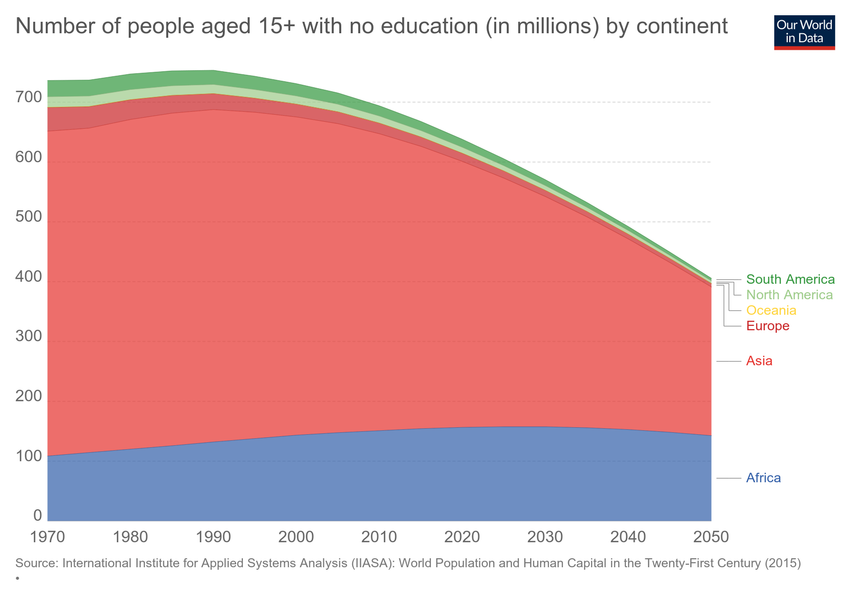 Number of people aged 15+ with no education (in millions) by continent
Our World
in Data
700
600
500
400
300
200
100
0
1970 1980 1990 2000 2010 2020 2030 2040 2050
South America
North America
Oceania
Europe
Asia
Africa
Source: International Institute for Applied Systems Analysis (IIASA): World Population and Human Capital in the Twenty-First Century (2015)
•